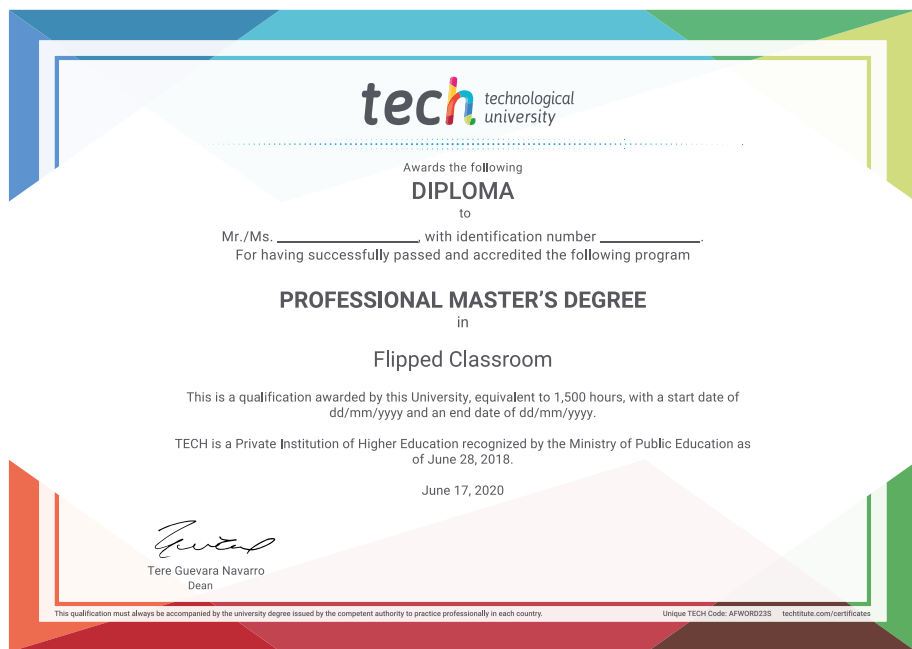 tech technological
university
Awards the following
DIPLOMA
to
Mr./Ms. ____________________, with identification number ______________.
For having successfully passed and accredited the following program
PROFESSIONAL MASTER'S DEGREE
in
Flipped Classroom
This is a qualification awarded by this University, equivalent to 1,500 hours, with a start date of
dd/mm/yyyy and an end date of dd/mm/yyyy.
TECH is a Private Institution of Higher Education recognized by the Ministry of Public Education as
of June 28, 2018.
June 17, 2020
Tere Guevara Navarro
Dean
This qualification must always be accompanied by the university degree issued by the competent authority to practice professionally in each country. Unique TECH Code: AFWORD23S techtitute.com/certificates